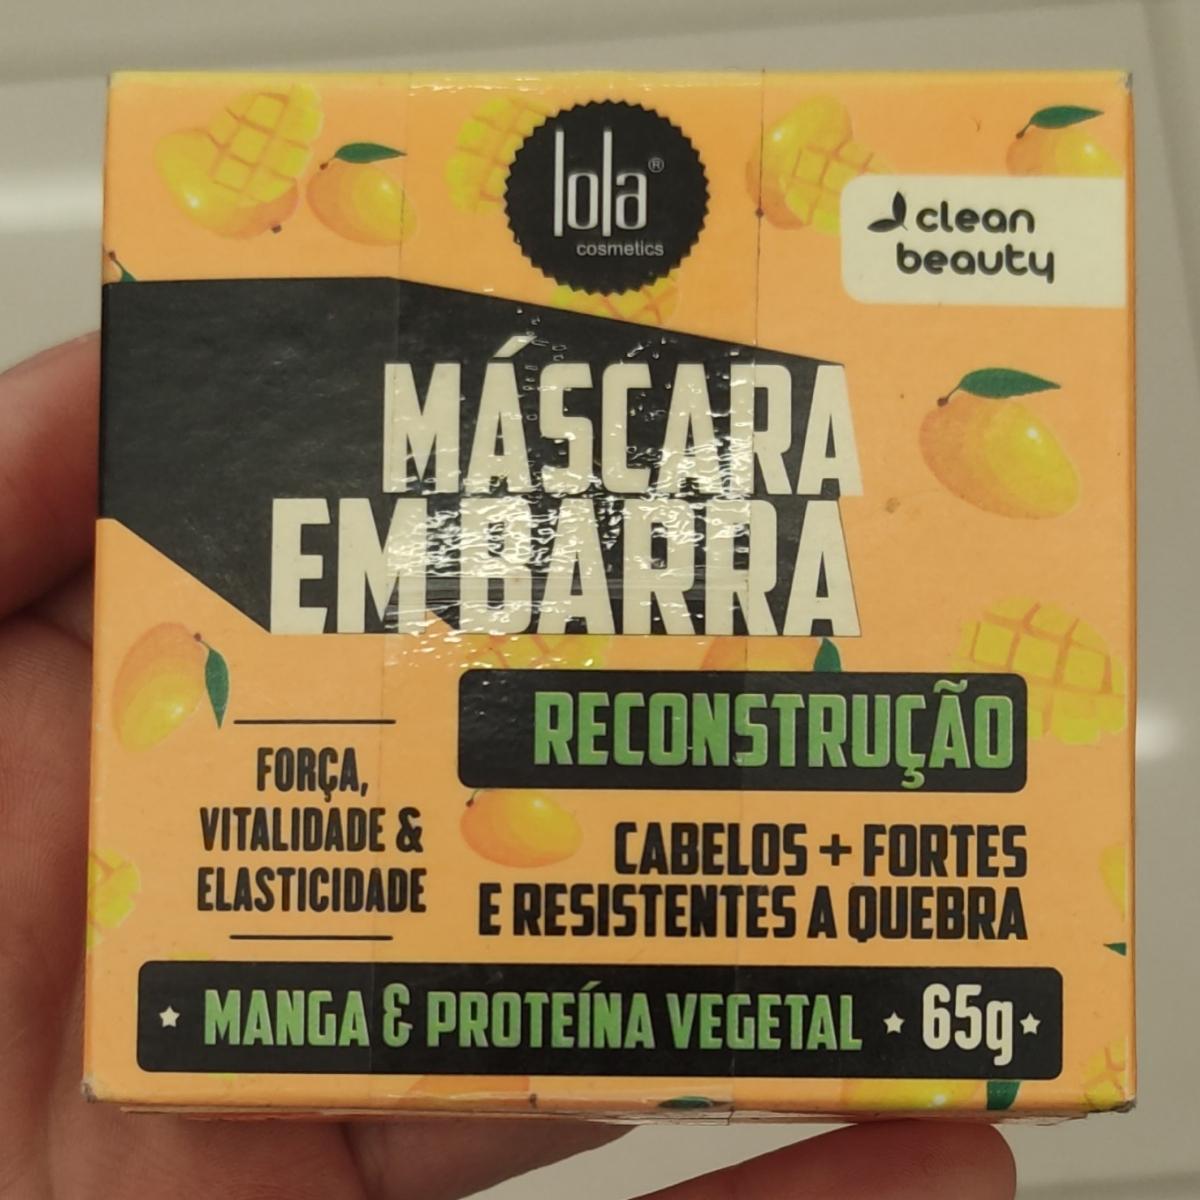 lola®
cosmetics
clean
beauty
MÁSCARA
EM BARRA
RECONSTRUÇÃO
FORÇA,
VITALIDADE &
ELASTICIDADE
CABELOS + FORTES
E RESISTENTES A QUEBRA
MANGA & PROTEÍNA VEGETAL 65g